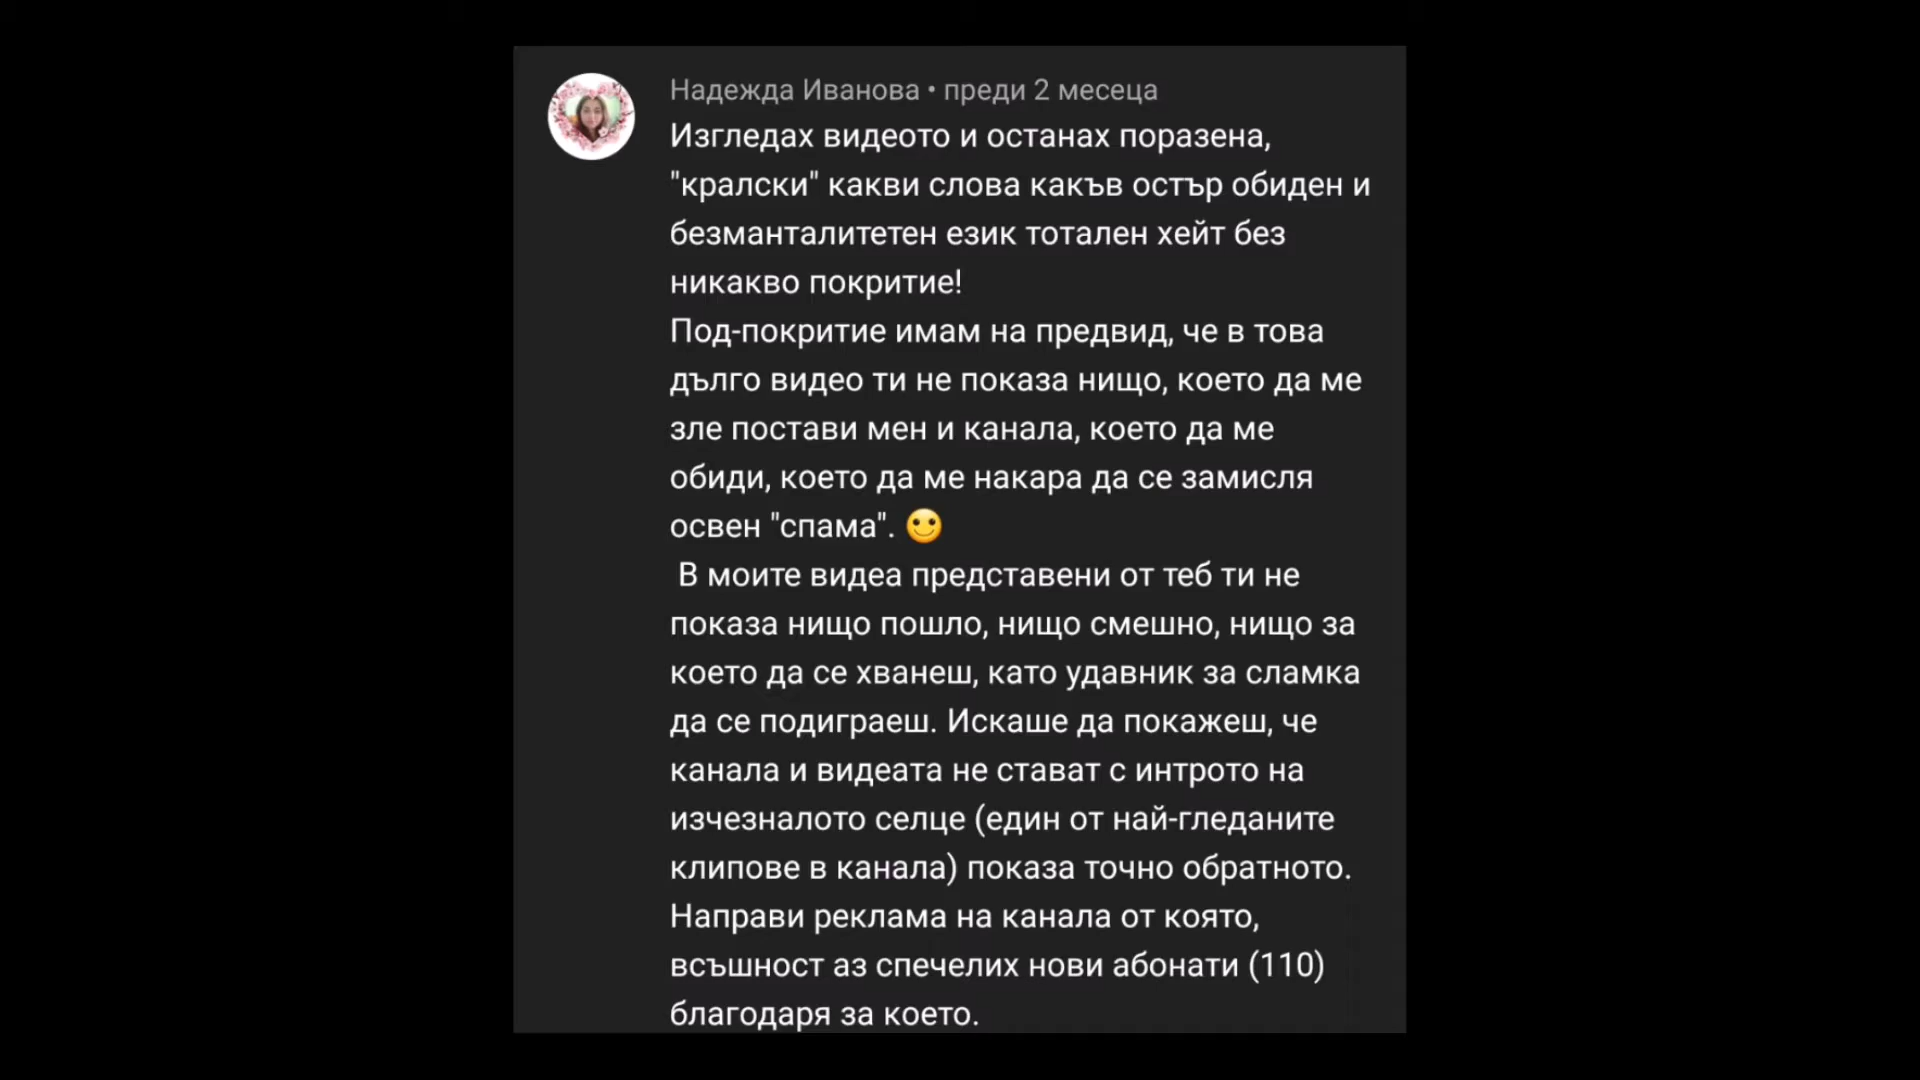 Надежда Иванова • преди 2 месеца
Изгледах видеото и останах поразена,
"кралски" какви слова какъв остър обиден и
безманталитетен език тотален хейт без
никакво покритие!
Под-покритие имам на предвид, че в това
дълго видео ти не показа нищо, което да ме
зле постави мен и канала, което да ме
обиди, което да ме накара да се замисля
освен "спама". 🙂
В моите видеа представени от теб ти не
показа нищо пошло, нищо смешно, нищо за
което да се хванеш, като удавник за сламка
да се подиграеш. Искаше да покажеш, че
канала и видеата не стават с интрото на
изчезналото селце (един от най-гледаните
клипове в канала) показа точно обратното.
Направи реклама на канала от която,
всъшност аз спечелих нови абонати (110)
благодаря за което.